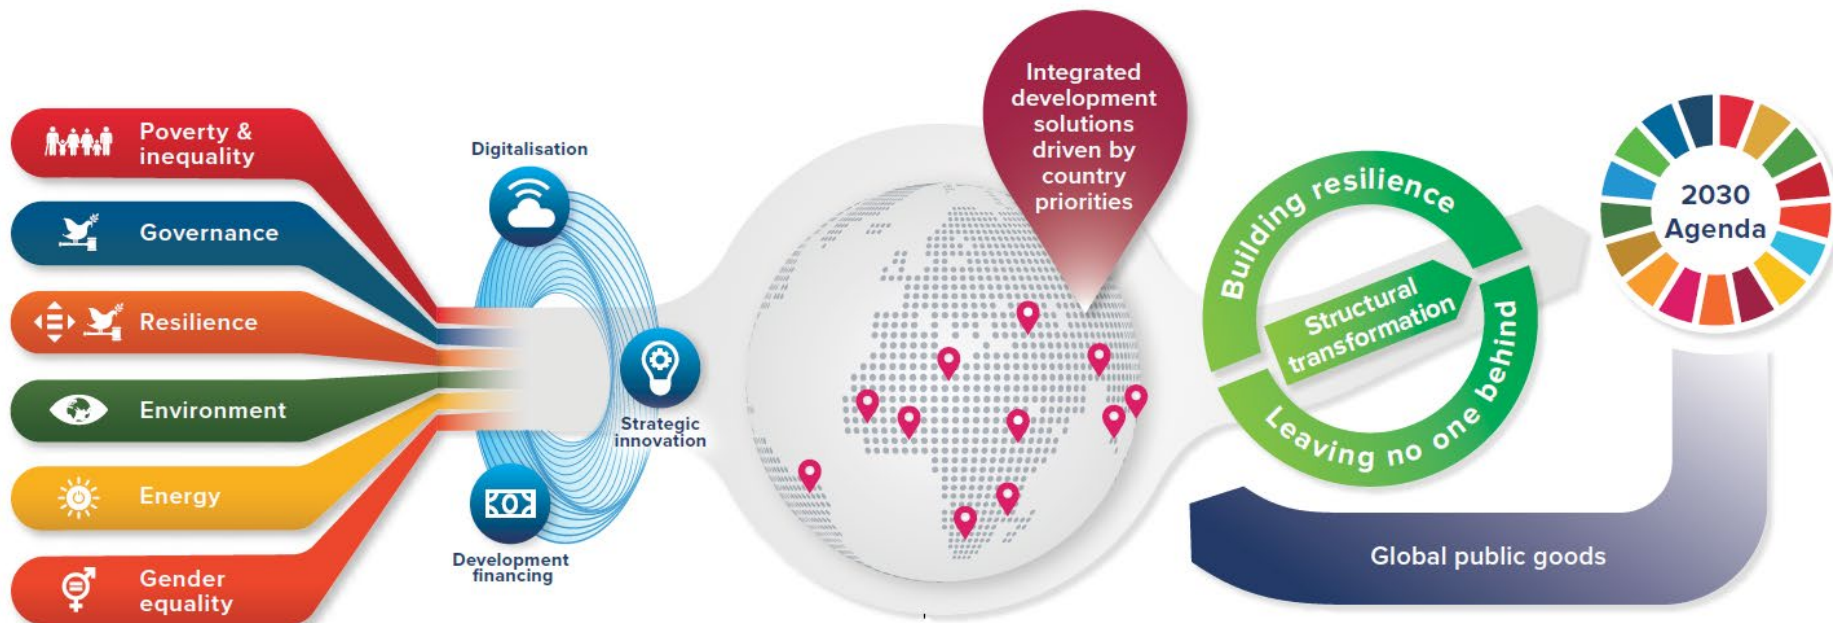 Poverty &
inequality
Governance
Resilience
Environment
Energy
Gender
equality
Digitalisation
Strategic
innovation
Development
financing
Integrated
development
solutions
driven by
country
priorities
Building resilience
Structural
transformation
Leaving no one behind
2030
Agenda
Global public goods